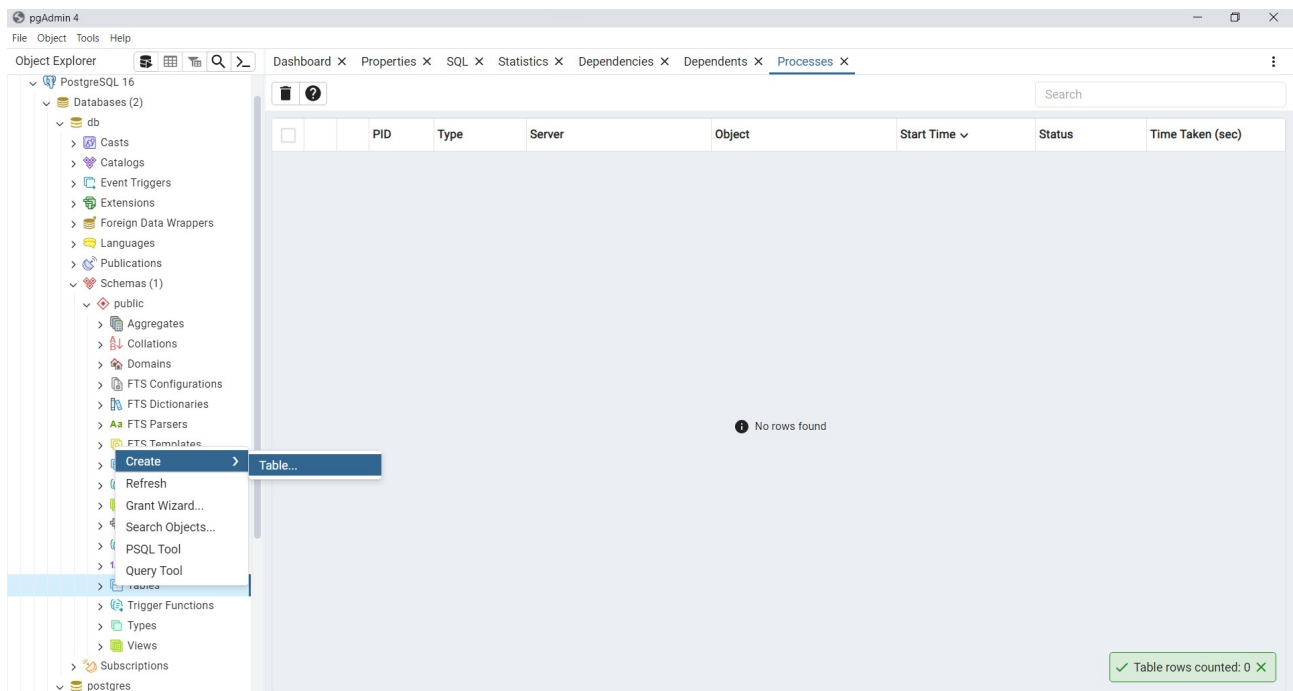 pgAdmin 4
File Object Tools Help
Object Explorer
Dashboard Properties SQL Statistics Dependencies Dependents Processes
PostgreSQL 16
Databases (2)
db
Casts
Catalogs
Event Triggers
Extensions
Foreign Data Wrappers
Languages
Publications
Schemas (1)
public
Aggregates
Collations
Domains
FTS Configurations
FTS Dictionaries
Aa FTS Parsers
FTS Templates
Create
Table...
Refresh
Grant Wizard...
Search Objects...
PSQL Tool
Query Tool
Tables
Trigger Functions
Types
Views
Subscriptions
postgres
Search
PID Type Server Object Start Time Status Time Taken (sec)
No rows found
Table rows counted: 0